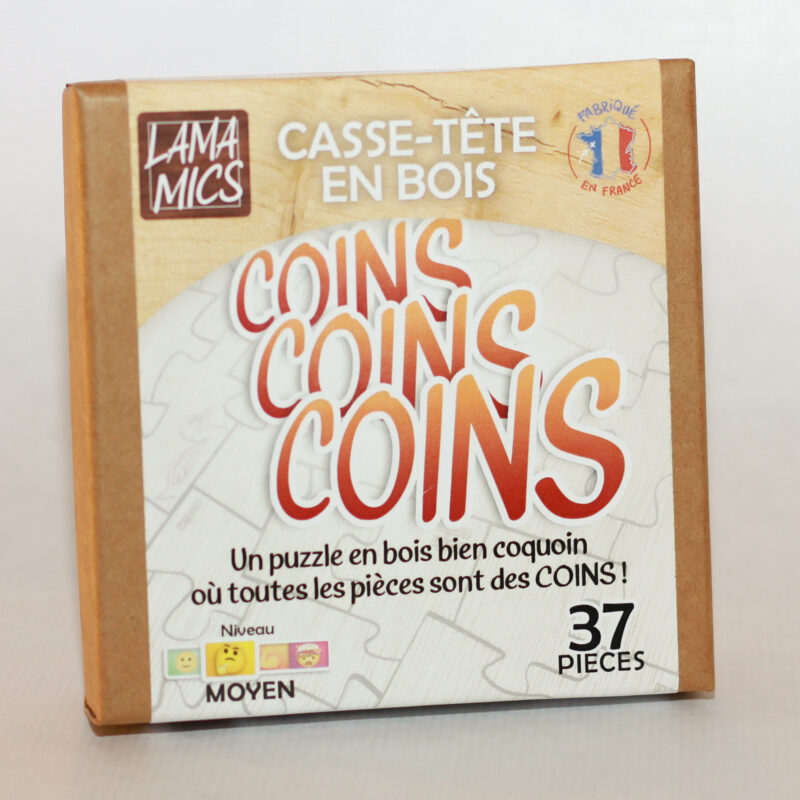 LAMA
MICS
CASSE-TÊTE
EN BOIS
FABRIQUÉ
EN FRANCE
COINS
COINS
COINS
Un puzzle en bois bien coquoin
où toutes les pièces sont des COINS !
Niveau
MOYEN
37
PIECES